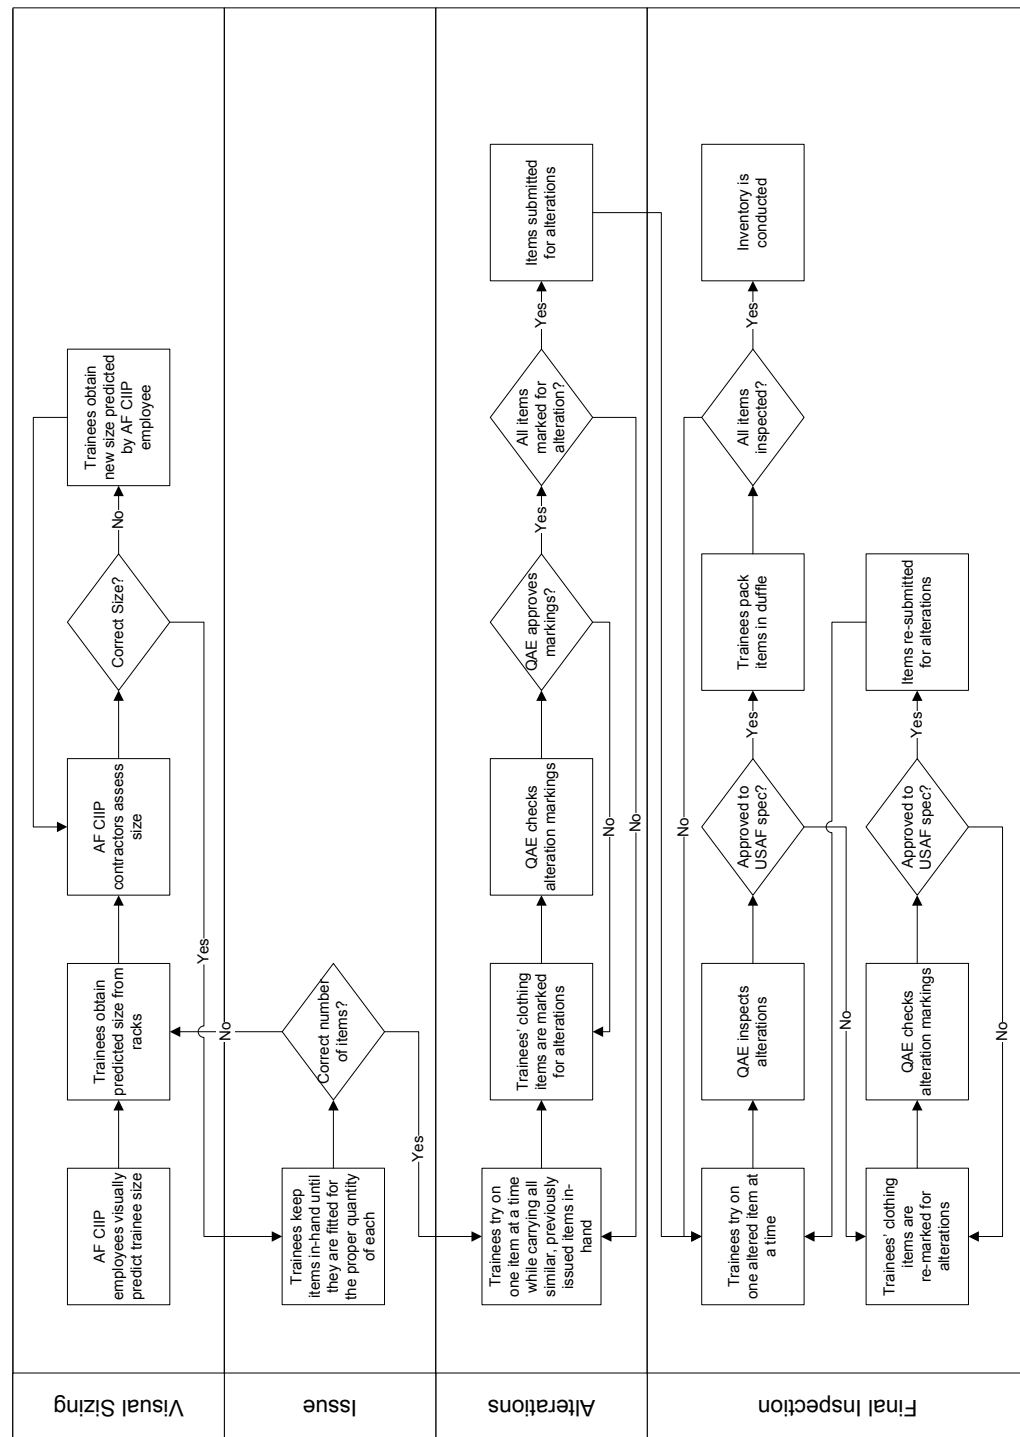 Visual Sizing
AF CIIP
employees visually
predict trainee size
Trainees obtain
predicted size from
racks
AF CIIP
contractors assess
size
Correct Size?
No
Trainees obtain
new size predicted
by AF CIIP
employee
Yes
No
Issue
Trainees keep
items in-hand until
they are fitted for
the proper quantity
of each
Correct number
of items?
Yes
Alterations
Trainees try on
one item at a time
while carrying all
similar, previously
issued items in-
hand
Trainees' clothing
items are marked
for alterations
QAE checks
alteration markings
QAE approves
markings?
Yes
All items
marked for
alteration?
Yes
Items submitted
for alterations
No
No
Final Inspection
No
Trainees try on
one altered item at
a time
QAE inspects
alterations
Approved to
USAF spec?
Yes
Trainees pack
items in duffle
All items
inspected?
Yes
Inventory is
conducted
No
Trainees' clothing
items are
re-marked for
alterations
QAE checks
alteration markings
Approved to
USAF spec?
Yes
Items re-submitted
for alterations
No